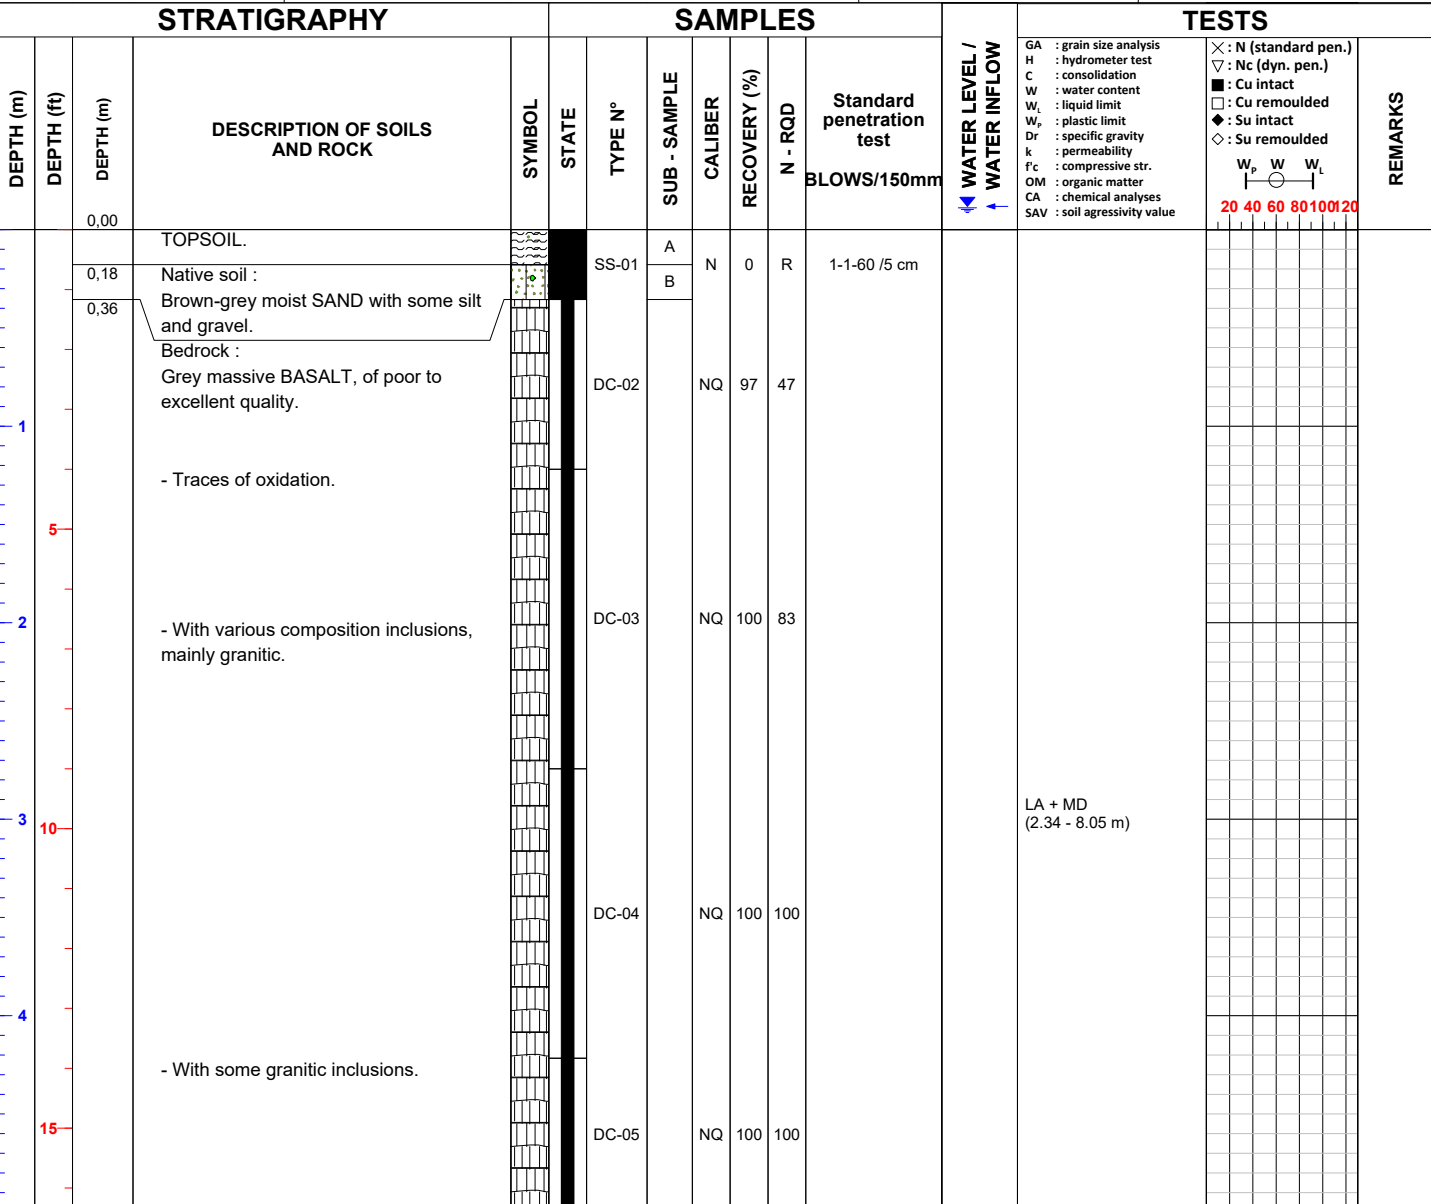 STRATIGRAPHY
SAMPLES
TESTS
DEPTH (m)
DEPTH (ft)
DEPTH (m)
0,00
DESCRIPTION OF SOILS
AND ROCK
SYMBOL
STATE
TYPE N°
SUB - SAMPLE
CALIBER
RECOVERY (%)
N - RQD
Standard
penetration
test
BLOWS/150mm
WATER LEVEL /
WATER INFLOW
GA : grain size analysis
H : hydrometer test
C : consolidation
W : water content
WL : liquid limit
WP : plastic limit
Dr : specific gravity
k : permeability
f'c : compressive str.
OM : organic matter
CA : chemical analyses
SAV : soil agressivity value
: N (standard pen.)
: Nc (dyn. pen.)
: Cu intact
: Cu remoulded
: Su intact
: Su remoulded
WP W WL
20 40 60 80 100 120
REMARKS
TOPSOIL.
A
SS-01 N 0 R 1-1-60 /5 cm
0,18
Native soil :
B
Brown-grey moist SAND with some silt
0,36
and gravel.
Bedrock :
Grey massive BASALT, of poor to
DC-02 NQ 97 47
excellent quality.
1
- Traces of oxidation.
5
2
DC-03 NQ 100 83
- With various composition inclusions,
mainly granitic.
LA + MD
3
(2.34 - 8.05 m)
10
DC-04 NQ 100 100
4
- With some granitic inclusions.
15
DC-05 NQ 100 100